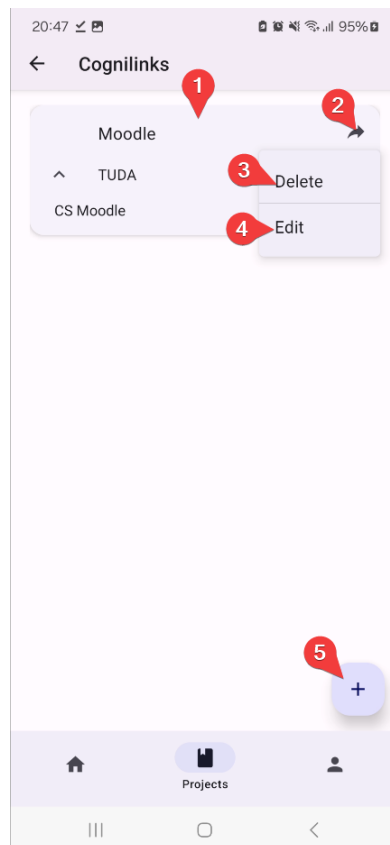 20:47 95%
Cognilinks
1
2
Moodle
3
TUDA
Delete
CS Moodle
4
Edit
5
+
Projects